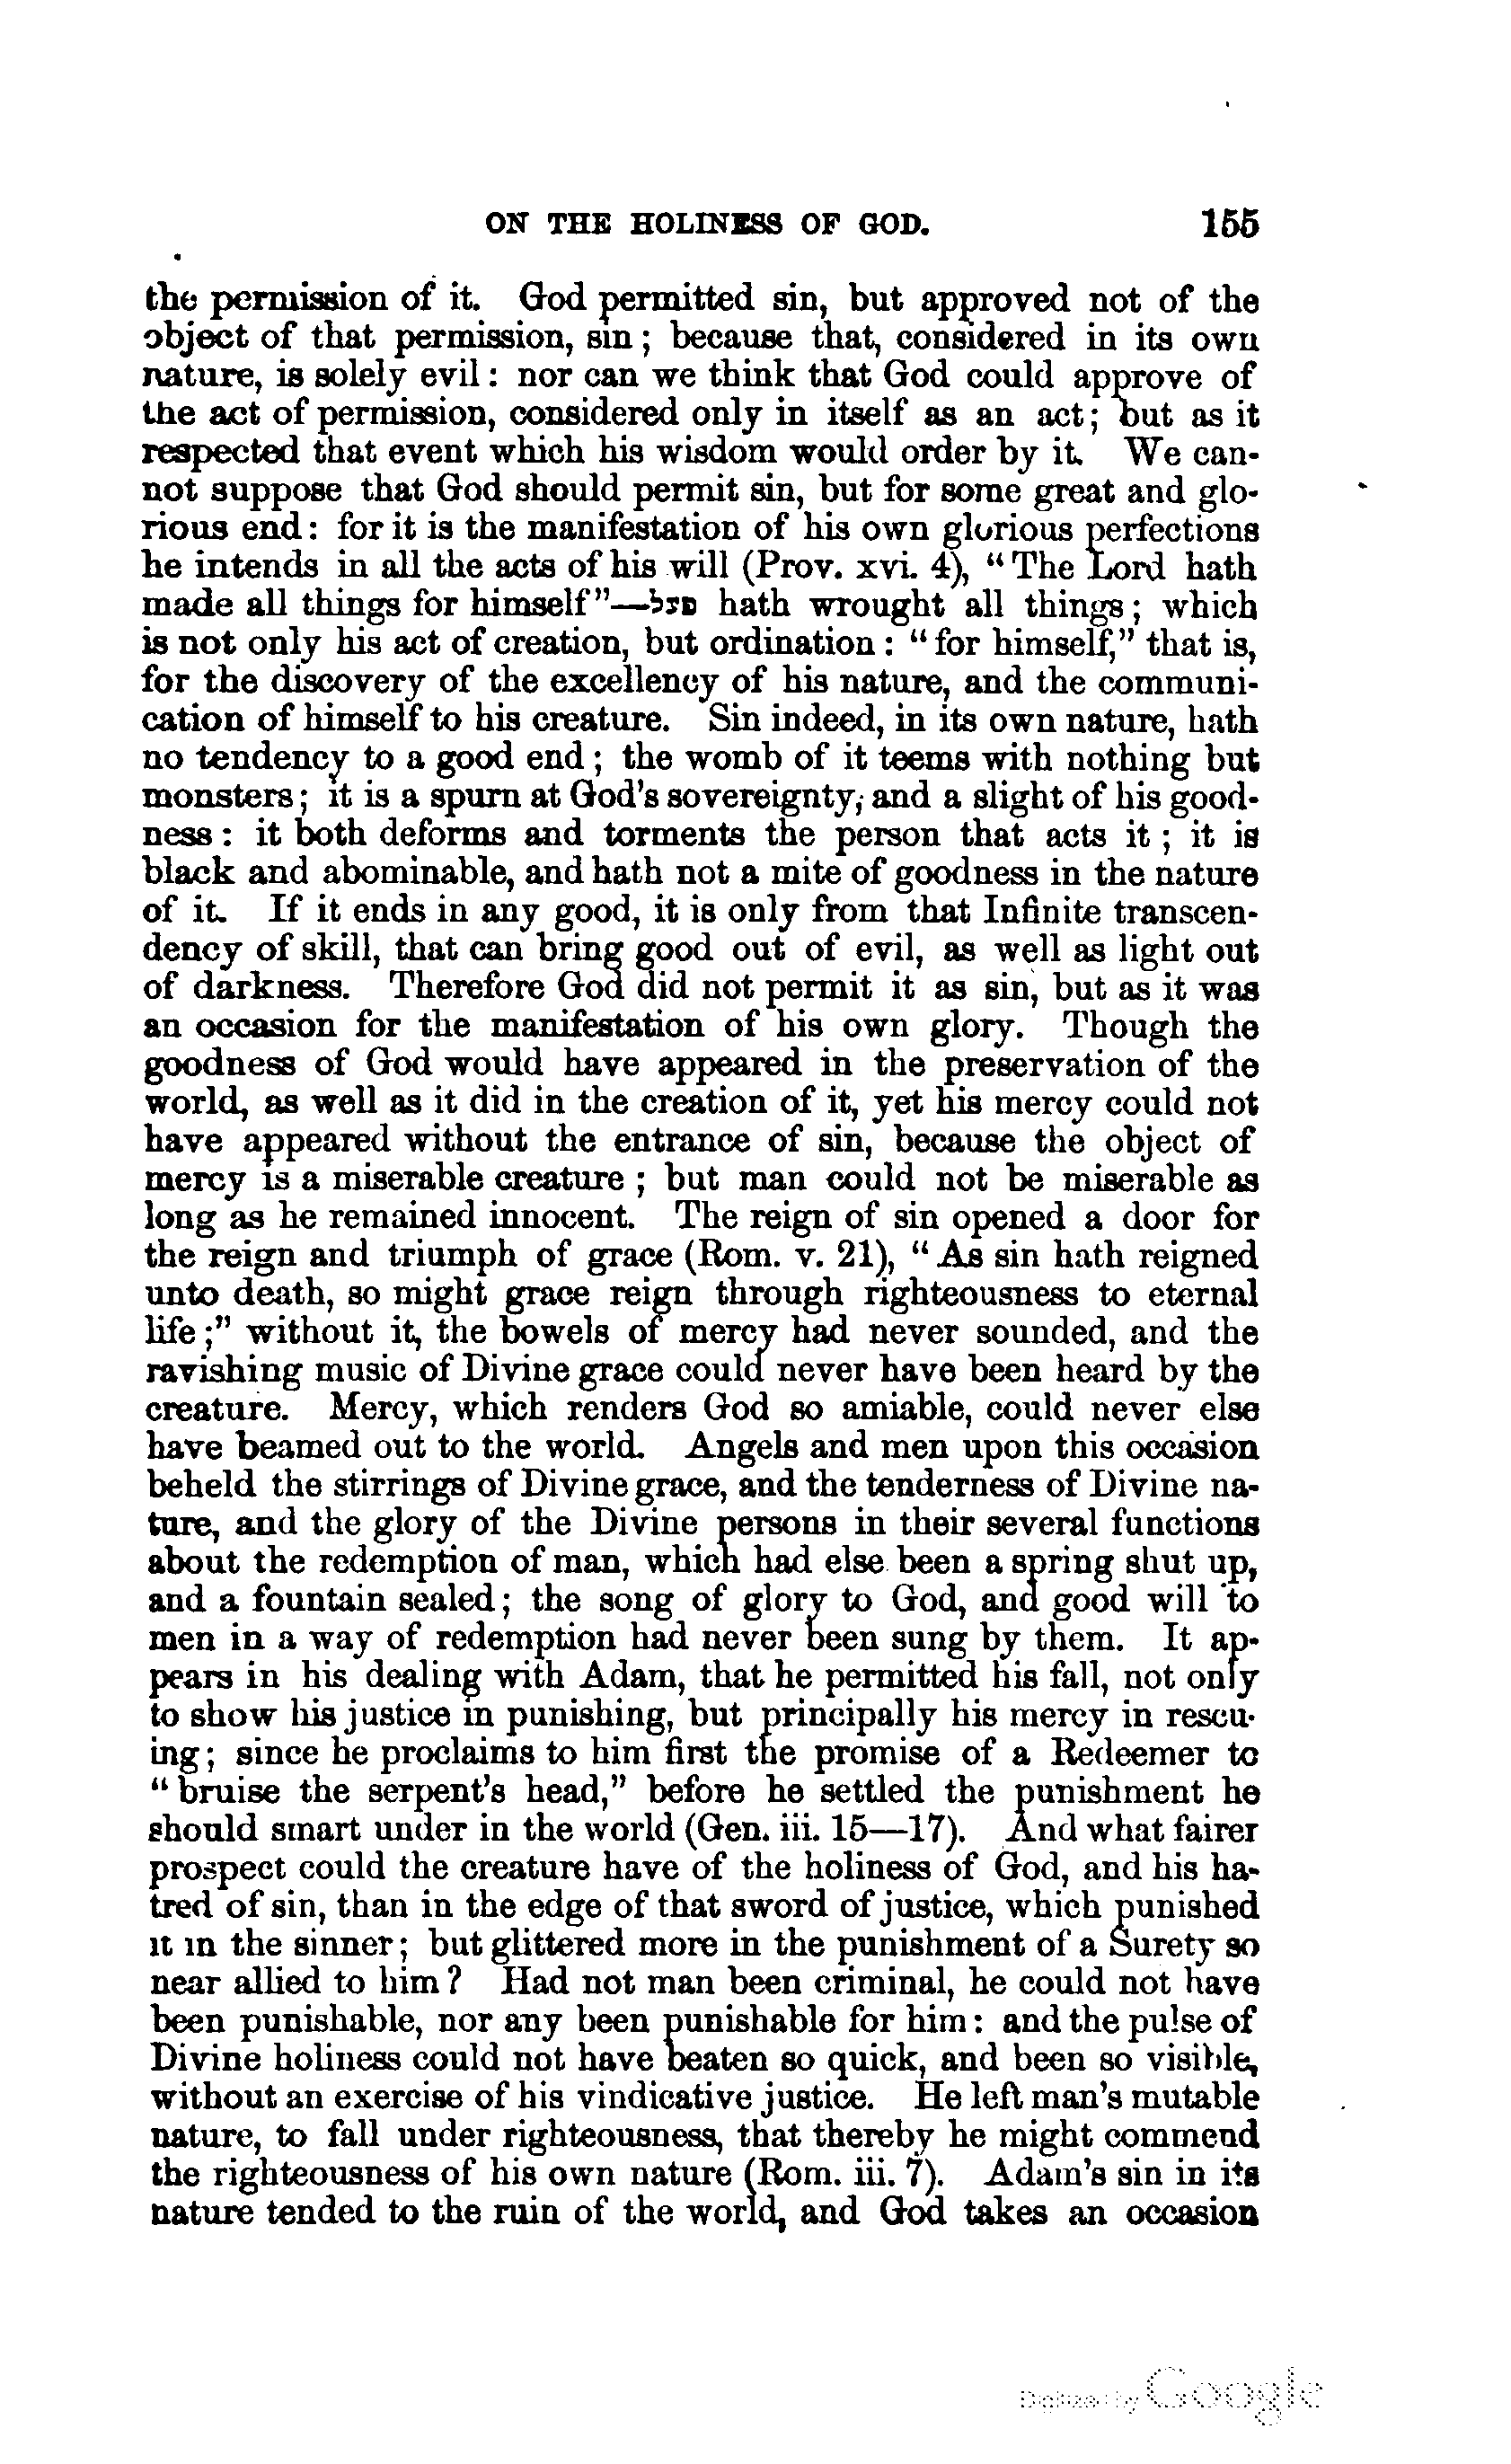 ON THE HOLINESS OF GOD. 155
the permission of it. God permitted sin, but approved not of the
object of that permission, sin; because that, considered in its own
nature, is solely evil: nor can we think that God could approve of
the act of permission, considered only in itself as an act; but as it
respected that event which his wisdom would order by it. We can-
not suppose that God should permit sin, but for some great and glo-
rious end: for it is the manifestation of his own glorious perfections
he intends in all the acts of his will (Prov. xvi. 4), "The Lord hath
made all things for himself"— hath wrought all things; which
is not only his act of creation, but ordination: "for himself," that is,
for the discovery of the excellency of his nature, and the communi-
cation of himself to his creature. Sin indeed, in its own nature, hath
no tendency to a good end; the womb of it teems with nothing but
monsters; it is a spurn at God's sovereignty, and a slight of his good-
ness: it both deforms and torments the person that acts it; it is
black and abominable, and hath not a mite of goodness in the nature
of it. If it ends in any good, it is only from that Infinite transcen-
dency of skill, that can bring good out of evil, as well as light out
of darkness. Therefore God did not permit it as sin, but as it was
an occasion for the manifestation of his own glory. Though the
goodness of God would have appeared in the preservation of the
world, as well as it did in the creation of it, yet his mercy could not
have appeared without the entrance of sin, because the object of
mercy is a miserable creature; but man could not be miserable as
long as he remained innocent. The reign of sin opened a door for
the reign and triumph of grace (Rom. v. 21), "As sin hath reigned
unto death, so might grace reign through righteousness to eternal
life;" without it, the bowels of mercy had never sounded, and the
ravishing music of Divine grace could never have been heard by the
creature. Mercy, which renders God so amiable, could never else
have beamed out to the world. Angels and men upon this occasion
beheld the stirrings of Divine grace, and the tenderness of Divine na-
ture, and the glory of the Divine persons in their several functions
about the redemption of man, which had else been a spring shut up,
and a fountain sealed; the song of glory to God, and good will to
men in a way of redemption had never been sung by them. It ap-
pears in his dealing with Adam, that he permitted his fall, not only
to show his justice in punishing, but principally his mercy in rescu-
ing; since he proclaims to him first the promise of a Redeemer to
"bruise the serpent's head," before he settled the punishment he
should smart under in the world (Gen. iii. 15—17). And what fairer
prospect could the creature have of the holiness of God, and his ha-
tred of sin, than in the edge of that sword of justice, which punished
it in the sinner; but glittered more in the punishment of a Surety so
near allied to him? Had not man been criminal, he could not have
been punishable, nor any been punishable for him: and the pulse of
Divine holiness could not have beaten so quick, and been so visible,
without an exercise of his vindicative justice. He left man's mutable
nature, to fall under righteousness, that thereby he might commend
the righteousness of his own nature (Rom. iii. 7). Adam's sin in its
nature tended to the ruin of the world, and God takes an occasion
Digitized by Google